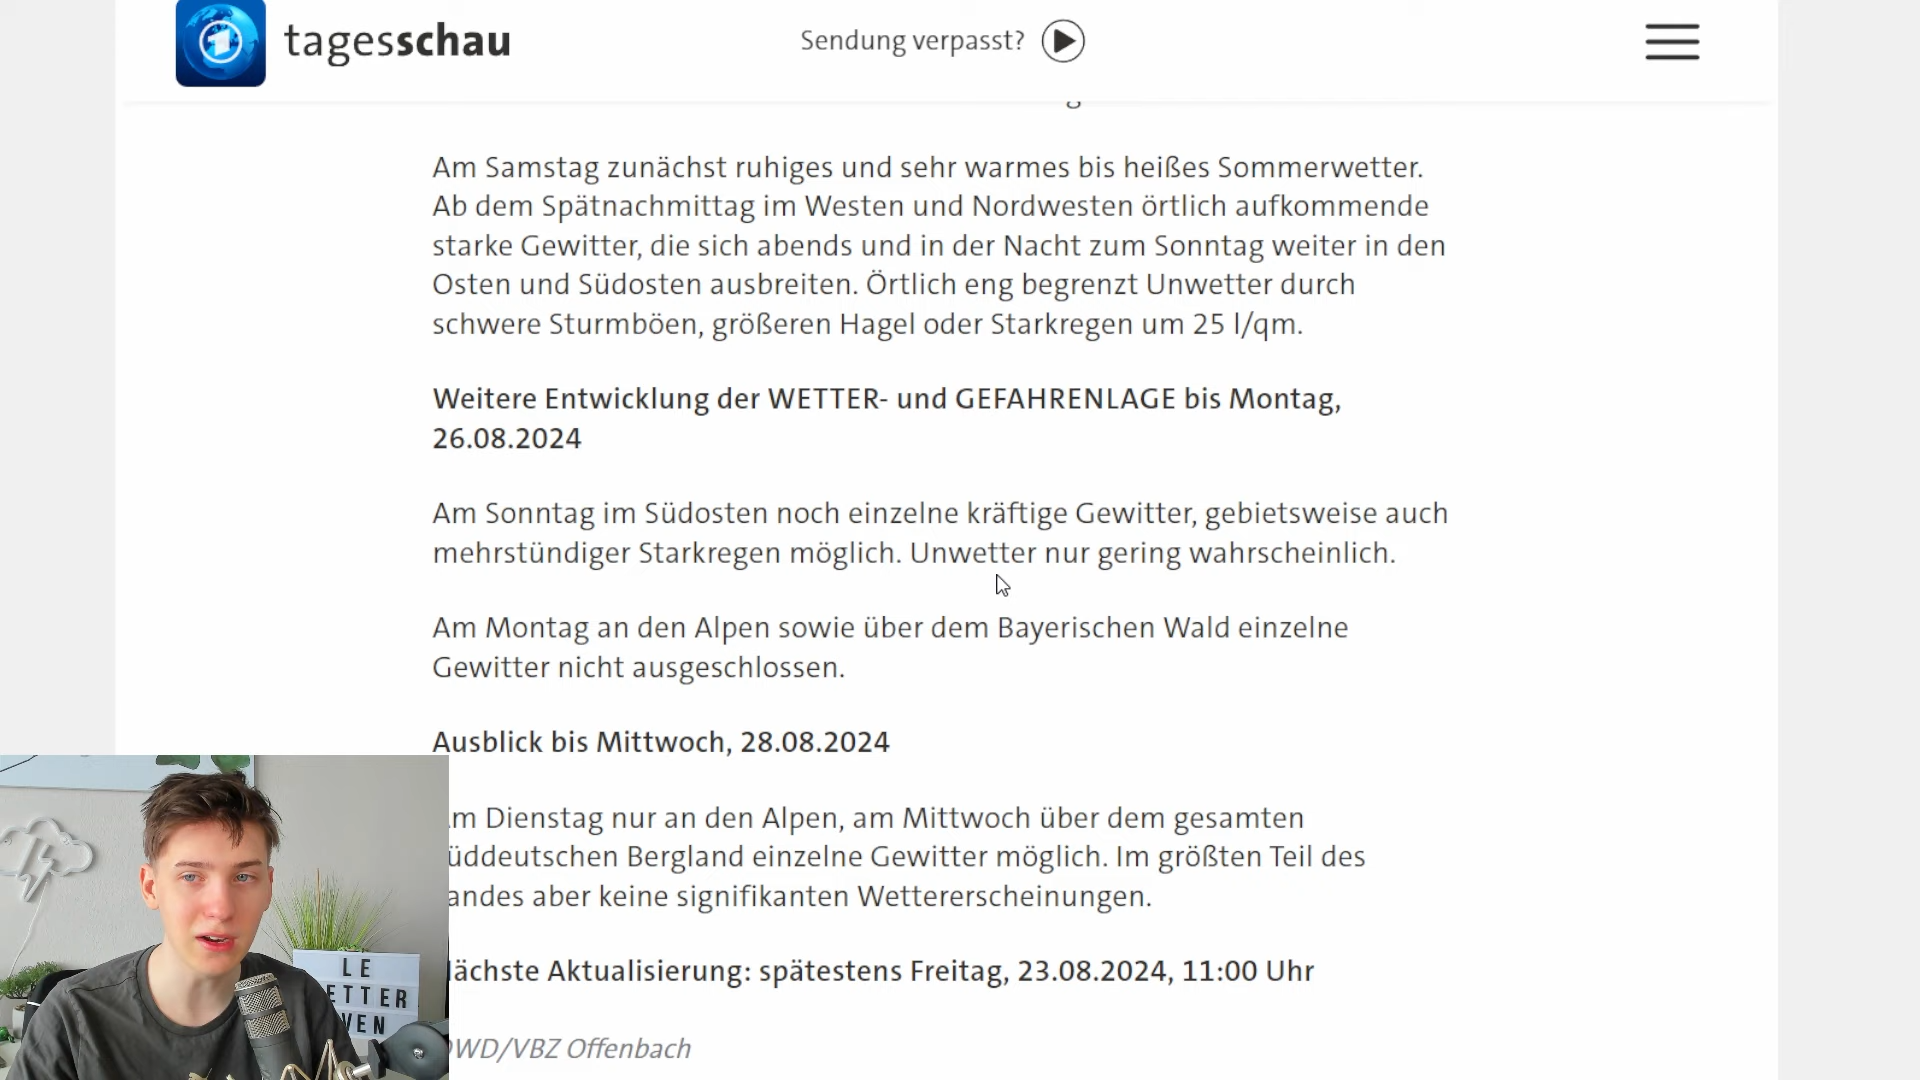 tagesschau
Sendung verpasst?
Am Samstag zunächst ruhiges und sehr warmes bis heißes Sommerwetter.
Ab dem Spätnachmittag im Westen und Nordwesten örtlich aufkommende
starke Gewitter, die sich abends und in der Nacht zum Sonntag weiter in den
Osten und Südosten ausbreiten. Örtlich eng begrenzt Unwetter durch
schwere Sturmböen, größeren Hagel oder Starkregen um 25 l/qm.
Weitere Entwicklung der WETTER- und GEFAHRENLAGE bis Montag,
26.08.2024
Am Sonntag im Südosten noch einzelne kräftige Gewitter, gebietsweise auch
mehrstündiger Starkregen möglich. Unwetter nur gering wahrscheinlich.
Am Montag an den Alpen sowie über dem Bayerischen Wald einzelne
Gewitter nicht ausgeschlossen.
Ausblick bis Mittwoch, 28.08.2024
m Dienstag nur an den Alpen, am Mittwoch über dem gesamten
üddeutschen Bergland einzelne Gewitter möglich. Im größten Teil des
andes aber keine signifikanten Wettererscheinungen.
ächste Aktualisierung: spätestens Freitag, 23.08.2024, 11:00 Uhr
DWD/VBZ Offenbach
LE
ETTER
VEN